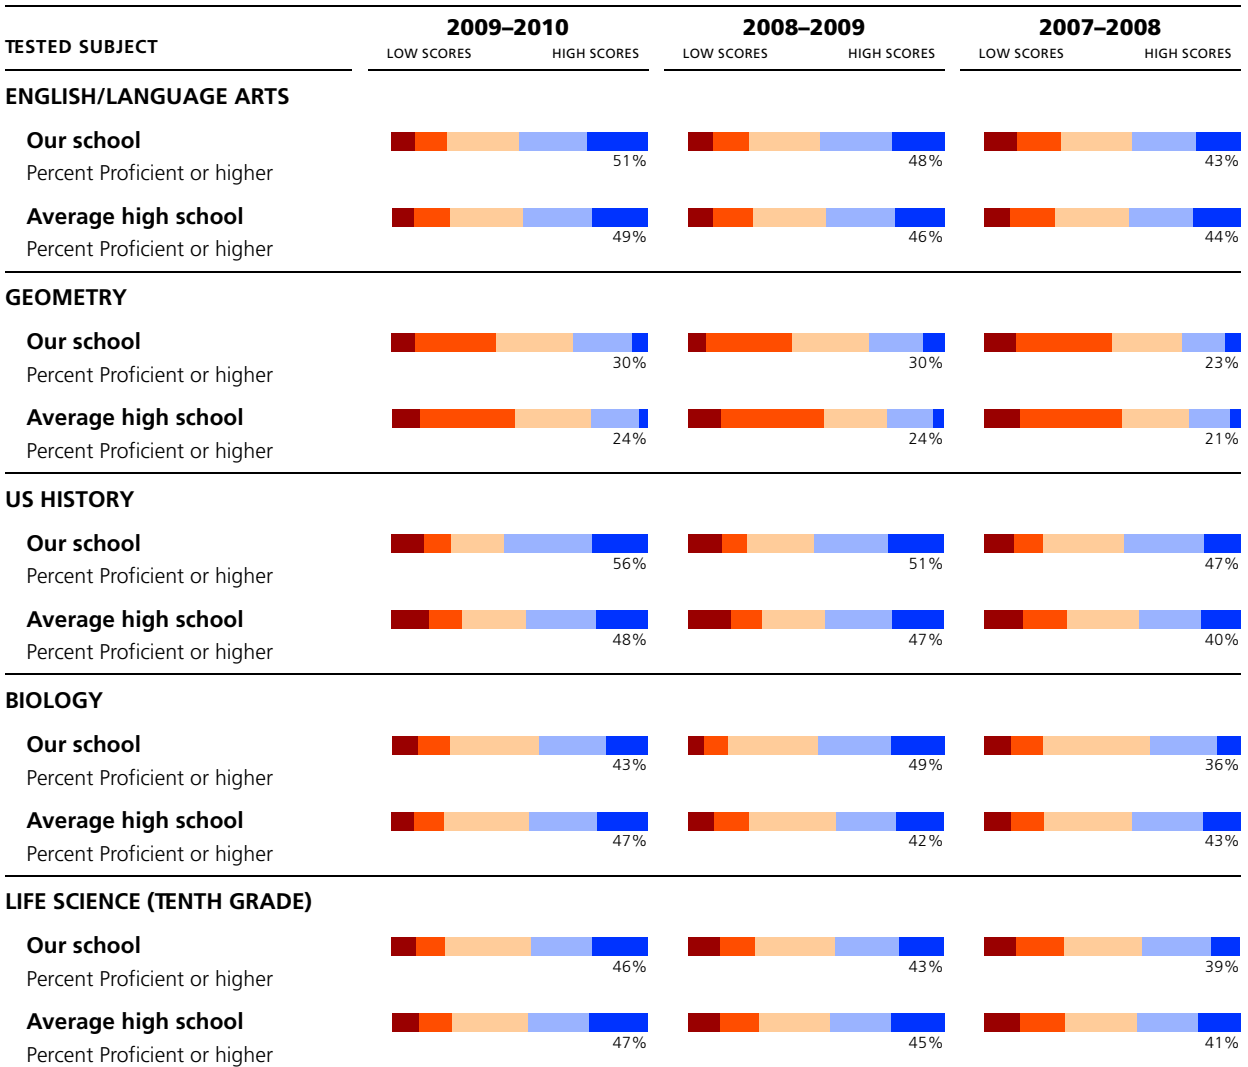 2009–2010 2008–2009 2007–2008
TESTED SUBJECT LOW SCORES HIGH SCORES LOW SCORES HIGH SCORES LOW SCORES HIGH SCORES
ENGLISH/LANGUAGE ARTS
Our school
51% 48% 43%
Percent Proficient or higher
Average high school
49% 46% 44%
Percent Proficient or higher
GEOMETRY
Our school
30% 30% 23%
Percent Proficient or higher
Average high school
24% 24% 21%
Percent Proficient or higher
US HISTORY
Our school
56% 51% 47%
Percent Proficient or higher
Average high school
48% 47% 40%
Percent Proficient or higher
BIOLOGY
Our school
43% 49% 36%
Percent Proficient or higher
Average high school
47% 42% 43%
Percent Proficient or higher
LIFE SCIENCE (TENTH GRADE)
Our school
46% 43% 39%
Percent Proficient or higher
Average high school
47% 45% 41%
Percent Proficient or higher